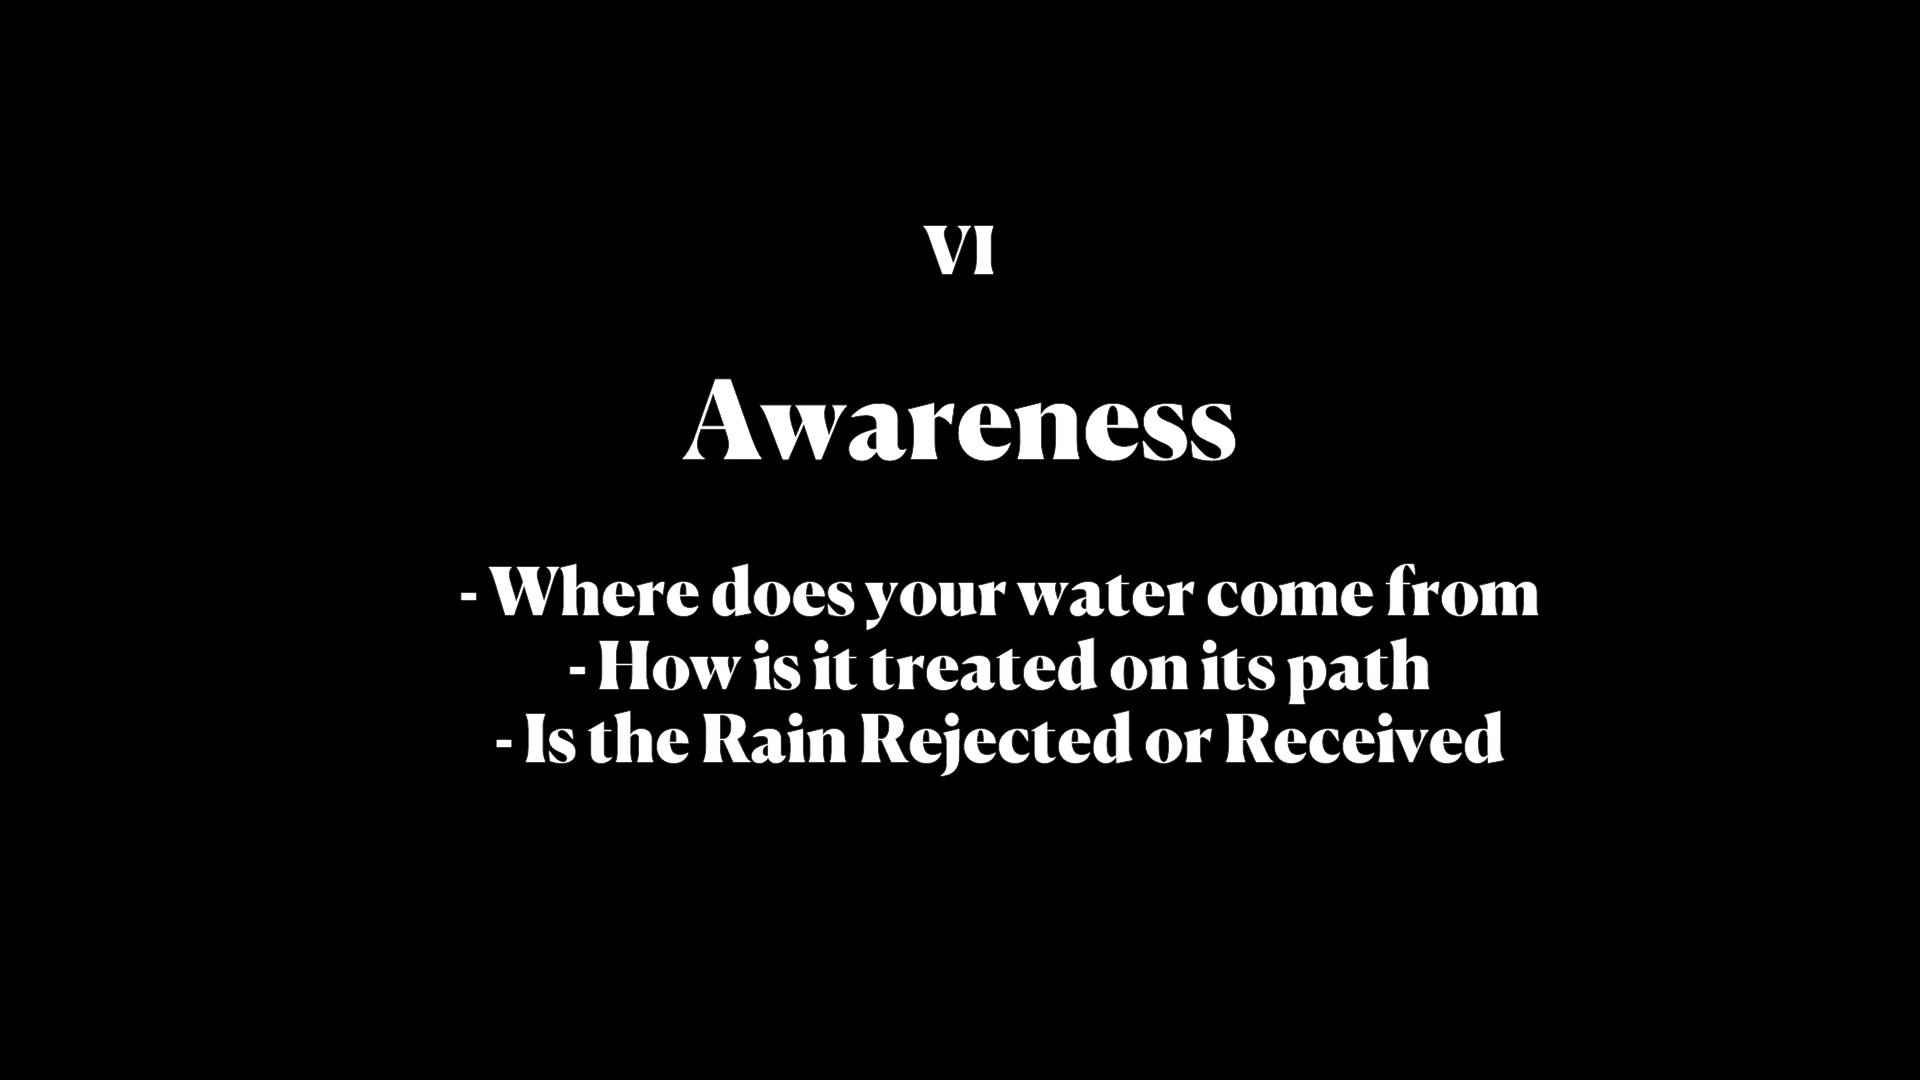 VI
Awareness
- Where does your water come from
- How is it treated on its path
- Is the Rain Rejected or Received